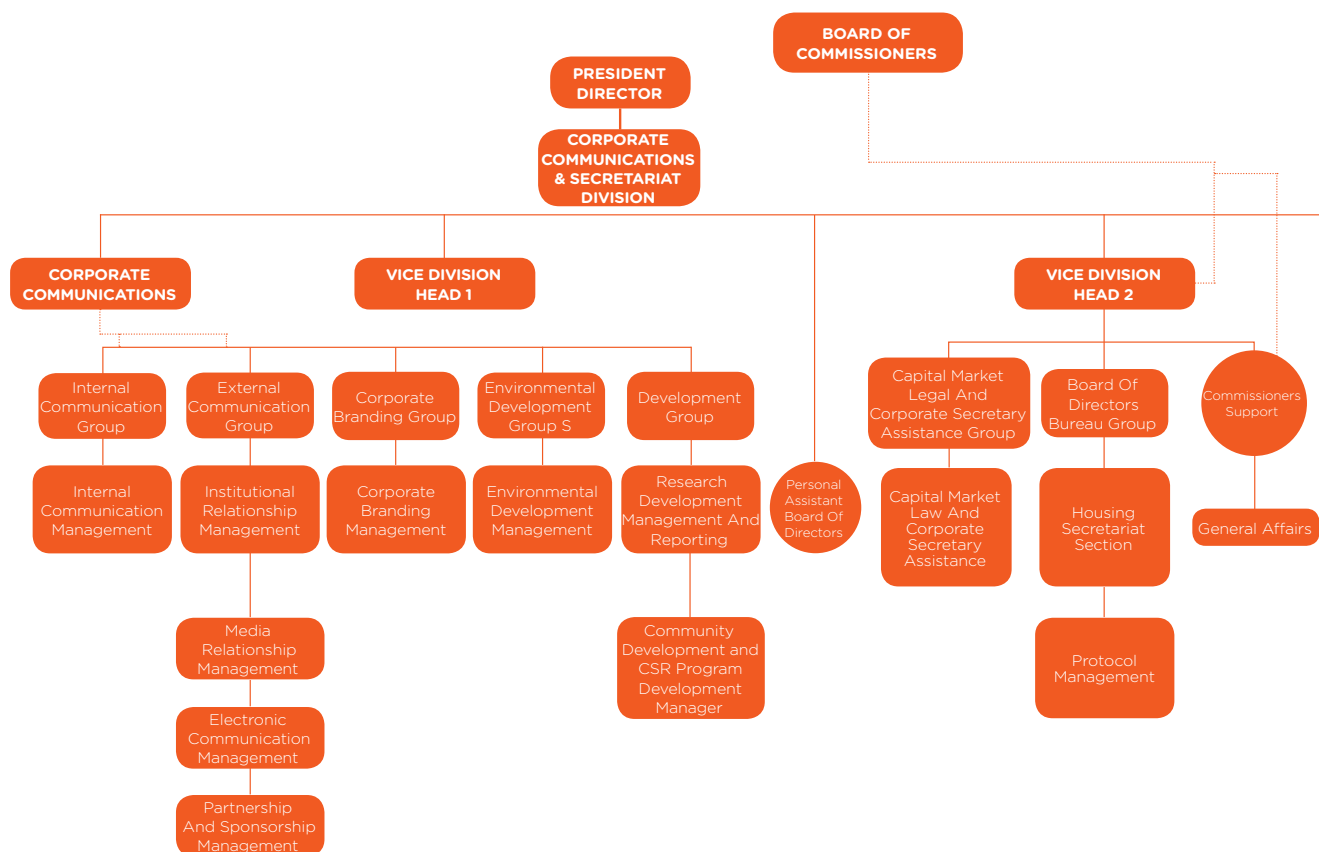 BOARD OF
COMMISSIONERS
PRESIDENT
DIRECTOR
CORPORATE
COMMUNICATIONS
& SECRETARIAT
DIVISION
CORPORATE
COMMUNICATIONS
VICE DIVISION
HEAD 1
VICE DIVISION
HEAD 2
Internal
Communication
Group
External
Communication
Group
Corporate
Branding Group
Environmental
Development
Group S
Development
Group
Capital Market
Legal And
Corporate Secretary
Assistance Group
Board Of
Directors
Bureau Group
Commissioners
Support
Internal
Communication
Management
Institutional
Relationship
Management
Corporate
Branding
Management
Environmental
Development
Management
Research
Development
Management And
Reporting
Personal
Assistant
Board Of
Directors
Capital Market
Law And
Corporate
Secretary
Assistance
Housing
Secretariat
Section
General Affairs
Media
Relationship
Management
Community
Development and
CSR Program
Development
Manager
Protocol
Management
Electronic
Communication
Management
Partnership
And Sponsorship
Management